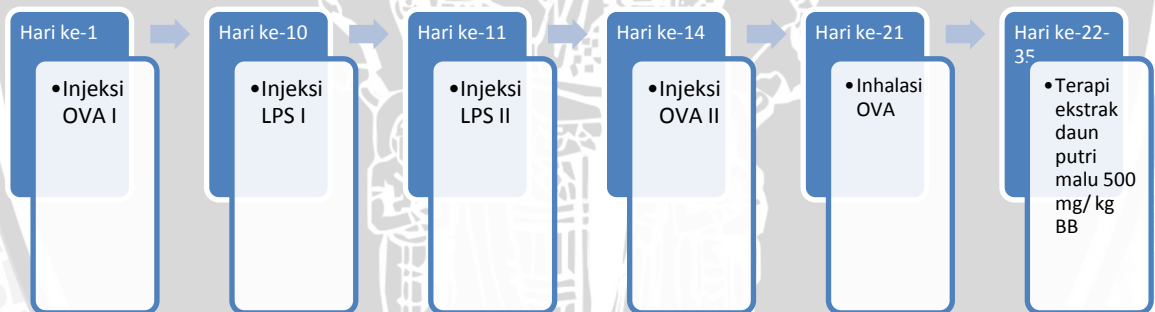 Hari ke-1
•Injeksi
OVA I
Hari ke-10
•Injeksi
LPS I
Hari ke-11
•Injeksi
LPS II
Hari ke-14
•Injeksi
OVA II
Hari ke-21
•Inhalasi
OVA
Hari ke-22-
35
•Terapi
ekstrak
daun
putri
malu 500
mg/ kg
BB